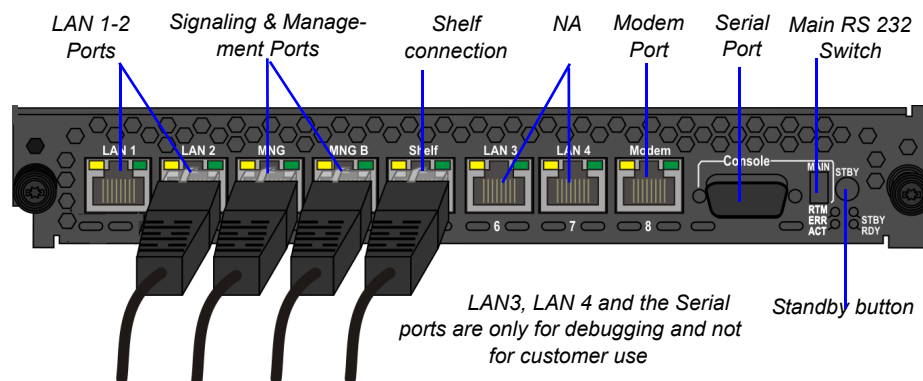 LAN 1-2
Ports
Signaling & Manage-
ment Ports
Shelf
connection
NA
Modem
Port
Serial
Port
Main RS 232
Switch
LAN 1
LAN 2
MNG
MNG B
Shelf
LAN 3
LAN 4
Modem
Console
MAIN
STBY
6
7
8
RTM
ERR
ACT
STBY
RDY
LAN3, LAN 4 and the Serial
ports are only for debugging and not
for customer use
Standby button